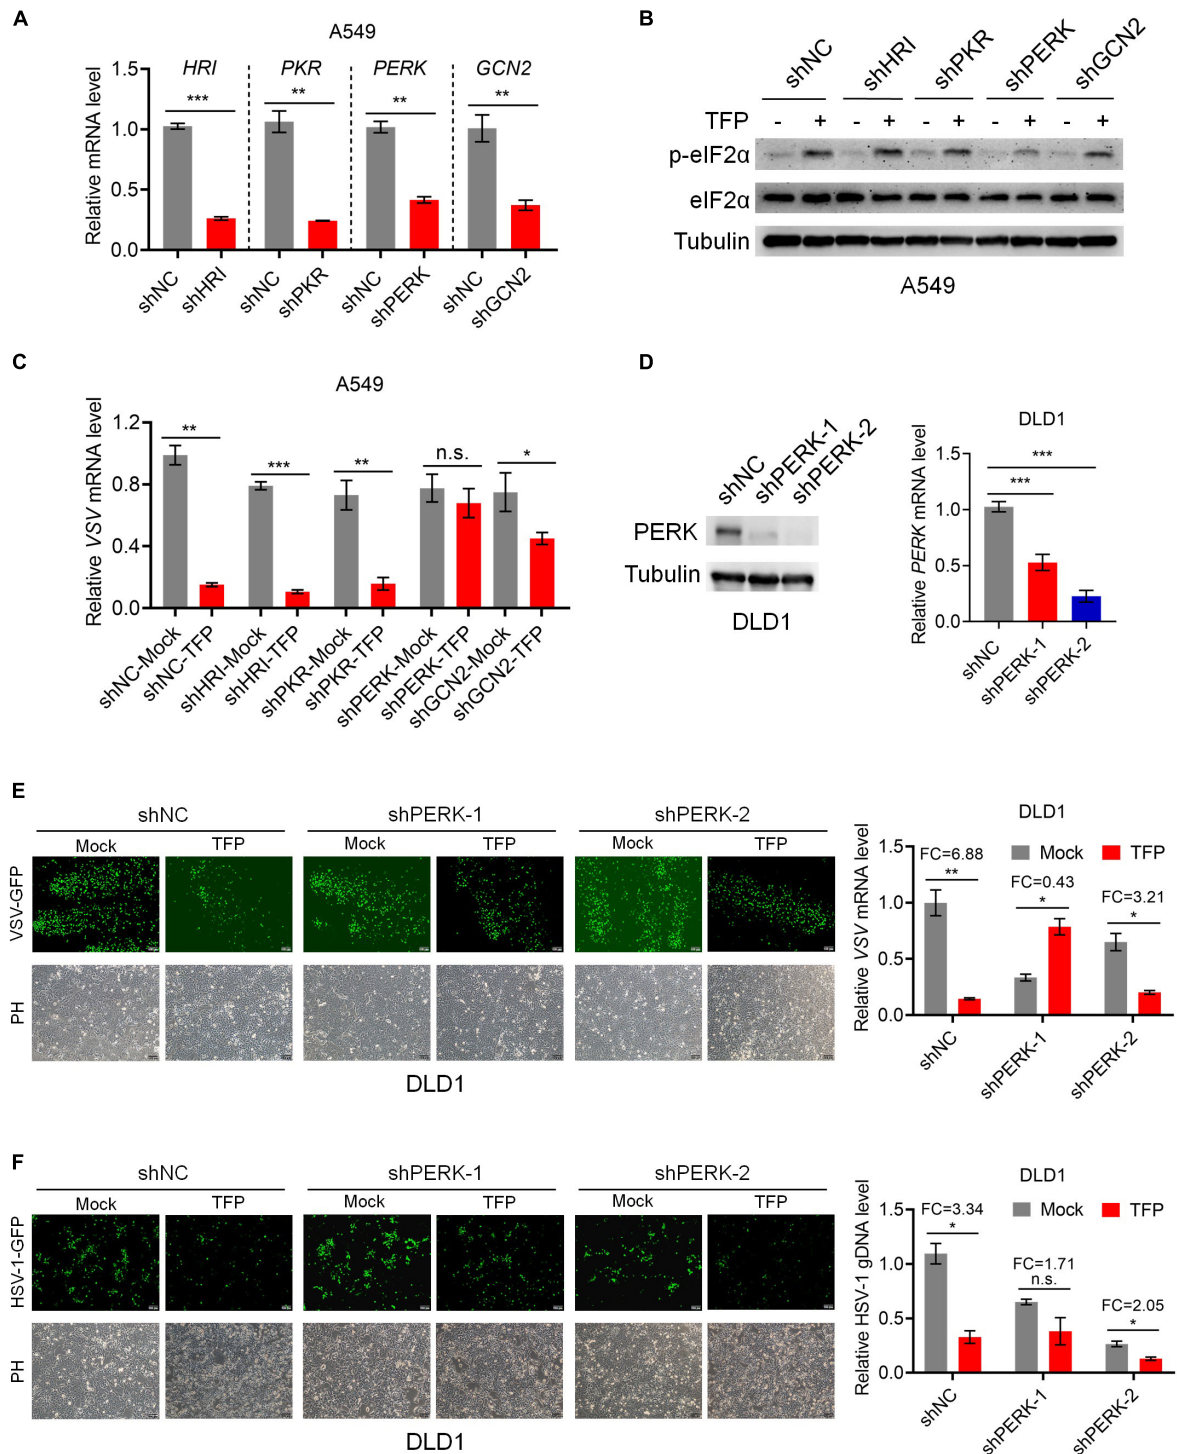 A
A549
HRI PKR PERK GCN2
*** ** ** **
Relative mRNA level
1.5
1.0
0.5
0.0
shNC shHRI shNC shPKR shNC shPERK shNC shGCN2
B
shNC shHRI shPKR shPERK shGCN2
TFP - + - + - + - + - +
p-eIF2α
eIF2α
Tubulin
A549
C
A549
Relative VSV mRNA level
1.2
0.8
0.4
0.0
** *** ** n.s. *
shNC-Mock shNC-TFP shHRI-Mock shHRI-TFP shPKR-Mock shPKR-TFP shPERK-Mock shPERK-TFP shGCN2-Mock shGCN2-TFP
D
shNC shPERK-1 shPERK-2
PERK
Tubulin
DLD1
DLD1
Relative PERK mRNA level
1.5
1.0
0.5
0.0
***
***
shNC shPERK-1 shPERK-2
E
shNC shPERK-1 shPERK-2
Mock TFP Mock TFP Mock TFP
VSV-GFP
PH
DLD1
DLD1
Relative VSV mRNA level
1.5
1.0
0.5
0.0
Mock TFP
FC=6.88
**
FC=0.43
*
FC=3.21
*
shNC shPERK-1 shPERK-2
F
shNC shPERK-1 shPERK-2
Mock TFP Mock TFP Mock TFP
HSV-1-GFP
PH
DLD1
DLD1
Relative HSV-1 gDNA level
1.5
1.0
0.5
0.0
Mock TFP
FC=3.34
*
FC=1.71
n.s.
FC=2.05
*
shNC shPERK-1 shPERK-2